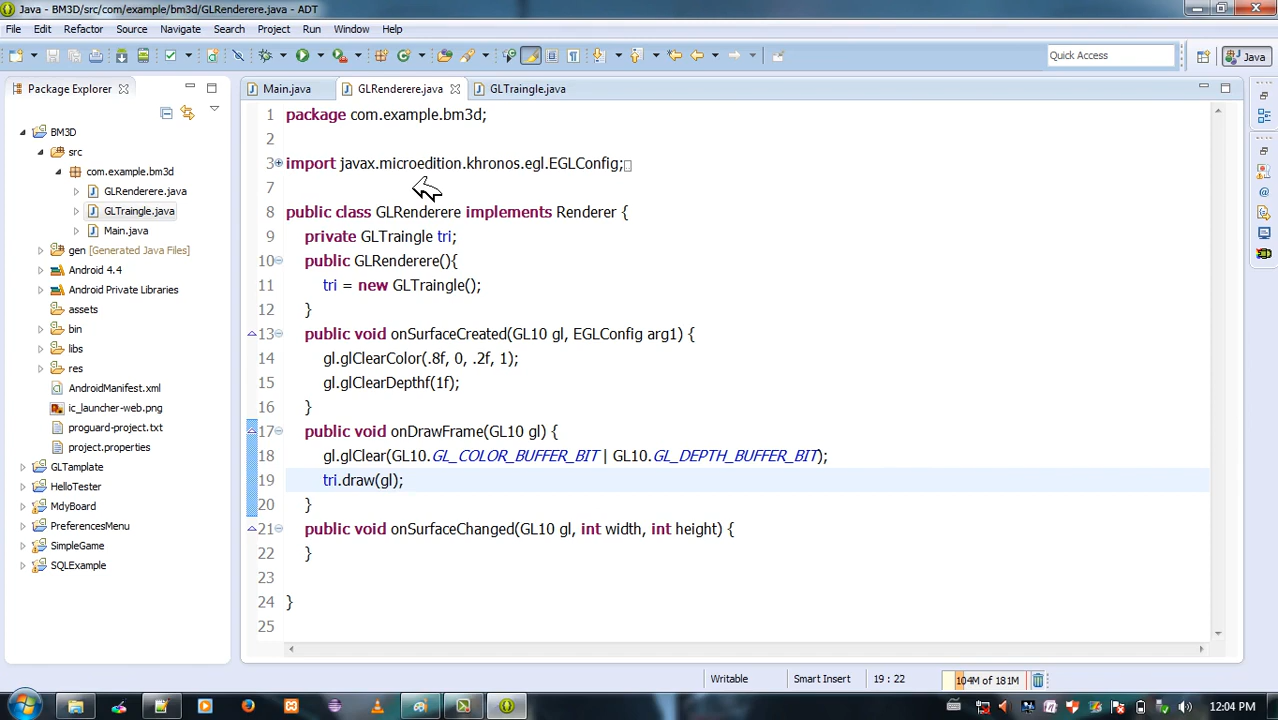 Java - BM3D/src/com/example/bm3d/GLRenderere.java - ADT
File Edit Refactor Source Navigate Search Project Run Window Help
Quick Access
Java
Package Explorer
Main.java
GLRenderere.java
GLTraingle.java
BM3D
src
com.example.bm3d
GLRenderere.java
GLTraingle.java
Main.java
gen [Generated Java Files]
Android 4.4
Android Private Libraries
assets
bin
libs
res
AndroidManifest.xml
ic_launcher-web.png
proguard-project.txt
project.properties
GLTamplate
HelloTester
MdyBoard
PreferencesMenu
SimpleGame
SQLExample
1 package com.example.bm3d;
2
3 import javax.microedition.khronos.egl.EGLConfig;
7
8 public class GLRenderere implements Renderer {
9 private GLTraingle tri;
10 public GLRenderere(){
11 tri = new GLTraingle();
12 }
13 public void onSurfaceCreated(GL10 gl, EGLConfig arg1) {
14 gl.glClearColor(.8f, 0, .2f, 1);
15 gl.glClearDepthf(1f);
16 }
17 public void onDrawFrame(GL10 gl) {
18 gl.glClear(GL10.GL_COLOR_BUFFER_BIT | GL10.GL_DEPTH_BUFFER_BIT);
19 tri.draw(gl);
20 }
21 public void onSurfaceChanged(GL10 gl, int width, int height) {
22 }
23
24 }
25
Writable
Smart Insert
19 : 22
104M of 181M
12:04 PM